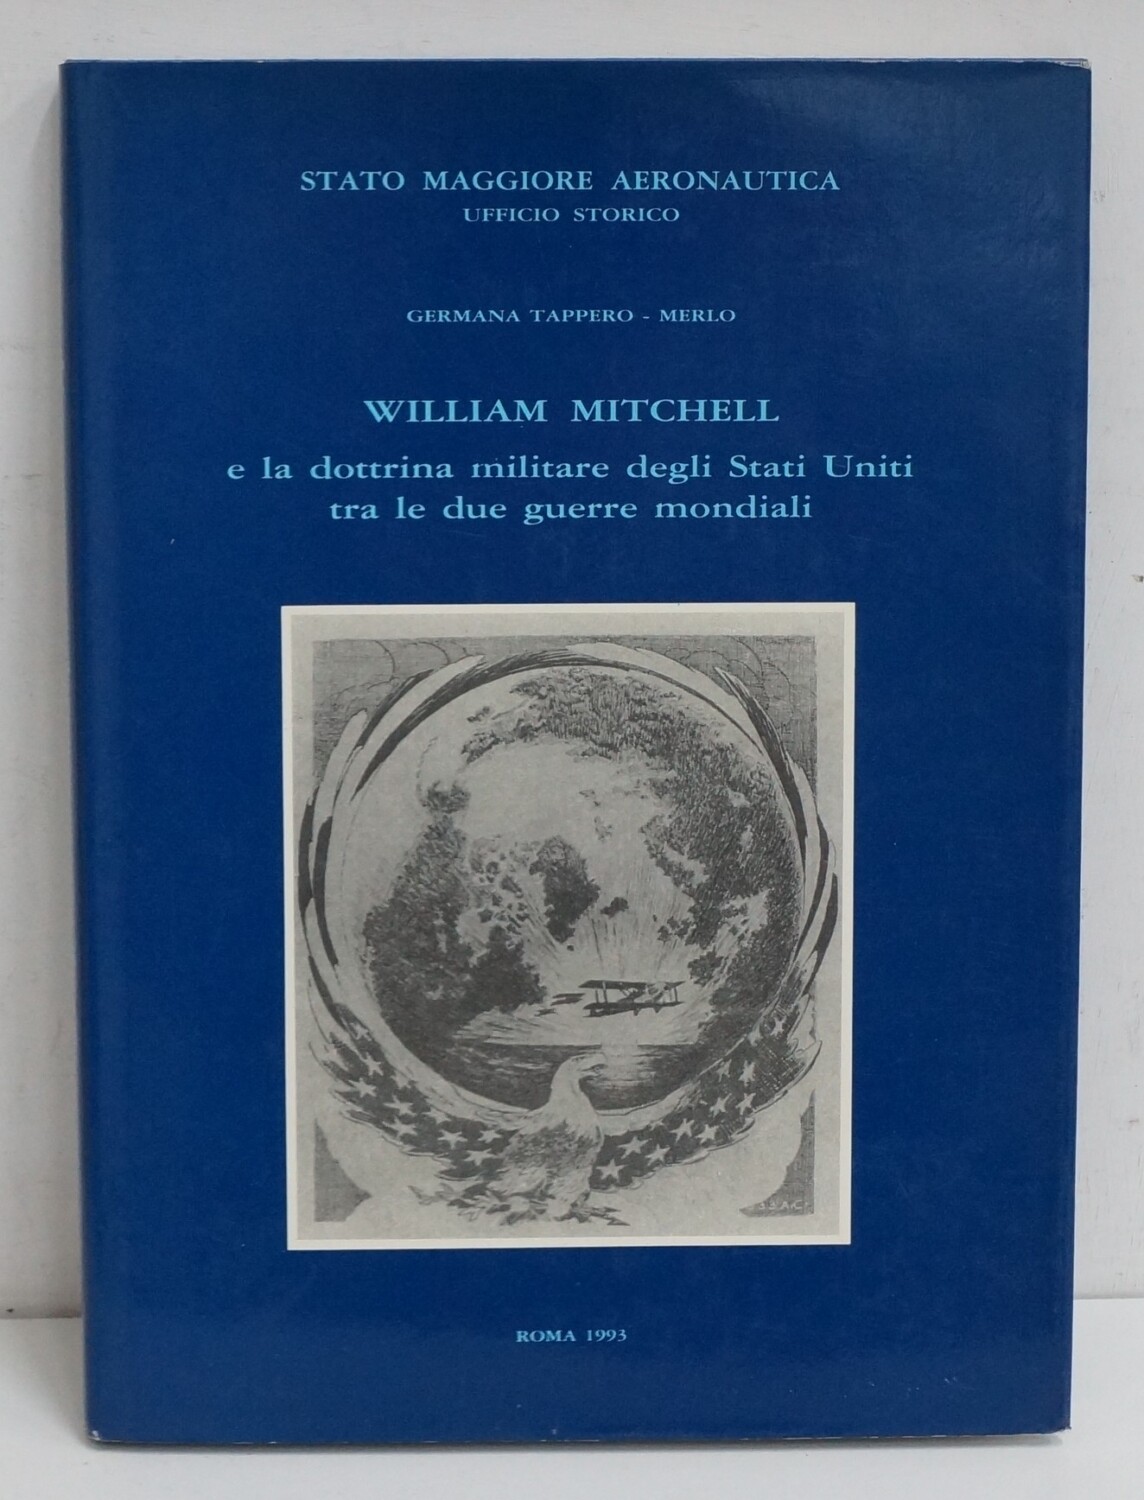 STATO MAGGIORE AERONAUTICA
UFFICIO STORICO
GERMANA TAPPERO - MERLO
WILLIAM MITCHELL
e la dottrina militare degli Stati Uniti
tra le due guerre mondiali
S.S.A.C.
ROMA 1993